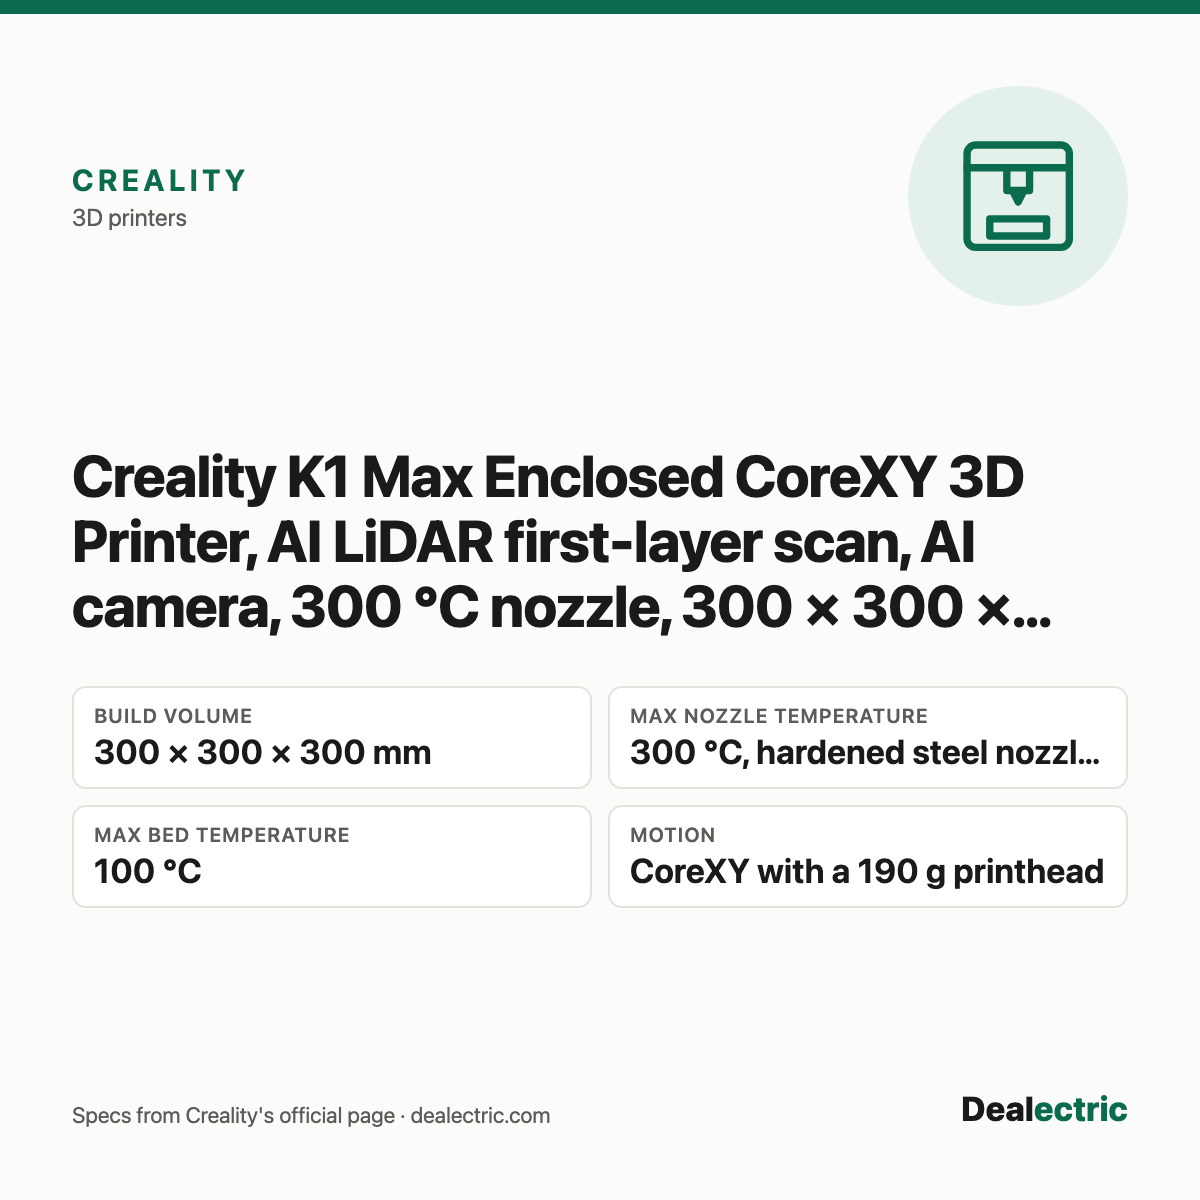 CREALITY
3D printers
Creality K1 Max Enclosed CoreXY 3D
Printer, AI LiDAR first-layer scan, AI
camera, 300 °C nozzle, 300 × 300 ×…
BUILD VOLUME
300 × 300 × 300 mm
MAX NOZZLE TEMPERATURE
300 °C, hardened steel nozzl…
MAX BED TEMPERATURE
100 °C
MOTION
CoreXY with a 190 g printhead
Specs from Creality's official page · dealectric.com
Dealectric